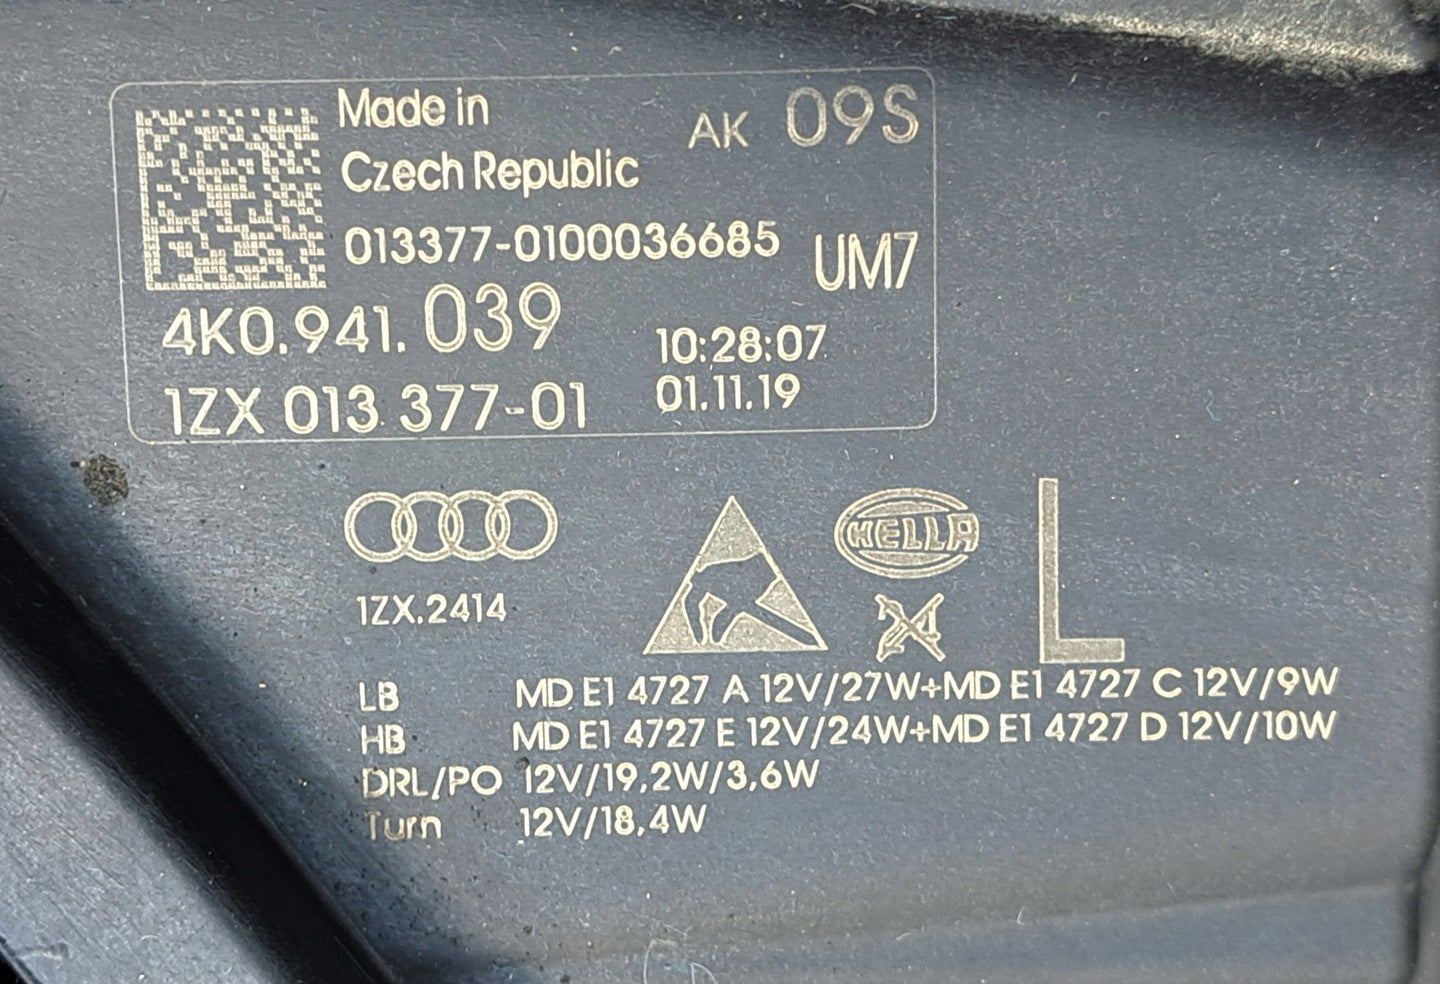 Made in
Czech Republic
AK 09S
013377-0100036685
UM7
4K0.941.039
10:28:07
1ZX 013 377-01
01.11.19
HELLA
L
1ZX.2414
24
LB MD E1 4727 A 12V/27W+MD E1 4727 C 12V/9W
HB MD E1 4727 E 12V/24W+MD E1 4727 D 12V/10W
DRL/PO 12V/19,2W/3,6W
Turn 12V/18,4W